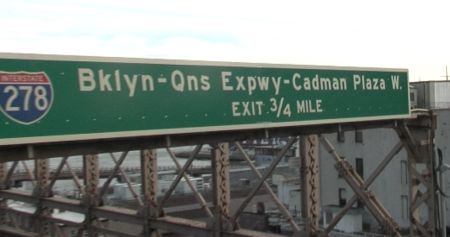 INTERSTATE
278
Bklyn-Qns Expwy-Cadman Plaza W.
EXIT 3/4 MILE